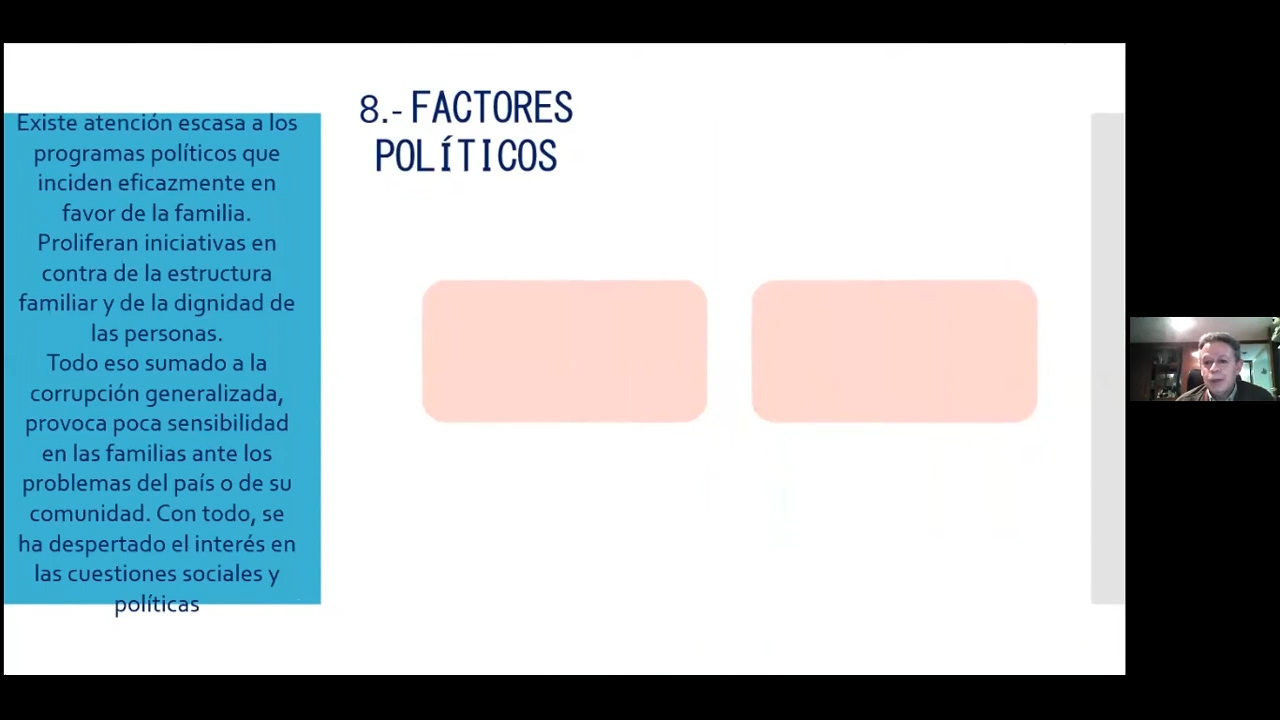 8.- FACTORES
POLÍTICOS
Existe atención escasa a los
programas políticos que
inciden eficazmente en
favor de la familia.
Proliferan iniciativas en
contra de la estructura
familiar y de la dignidad de
las personas.
Todo eso sumado a la
corrupción generalizada,
provoca poca sensibilidad
en las familias ante los
problemas del país o de su
comunidad. Con todo, se
ha despertado el interés en
las cuestiones sociales y
políticas